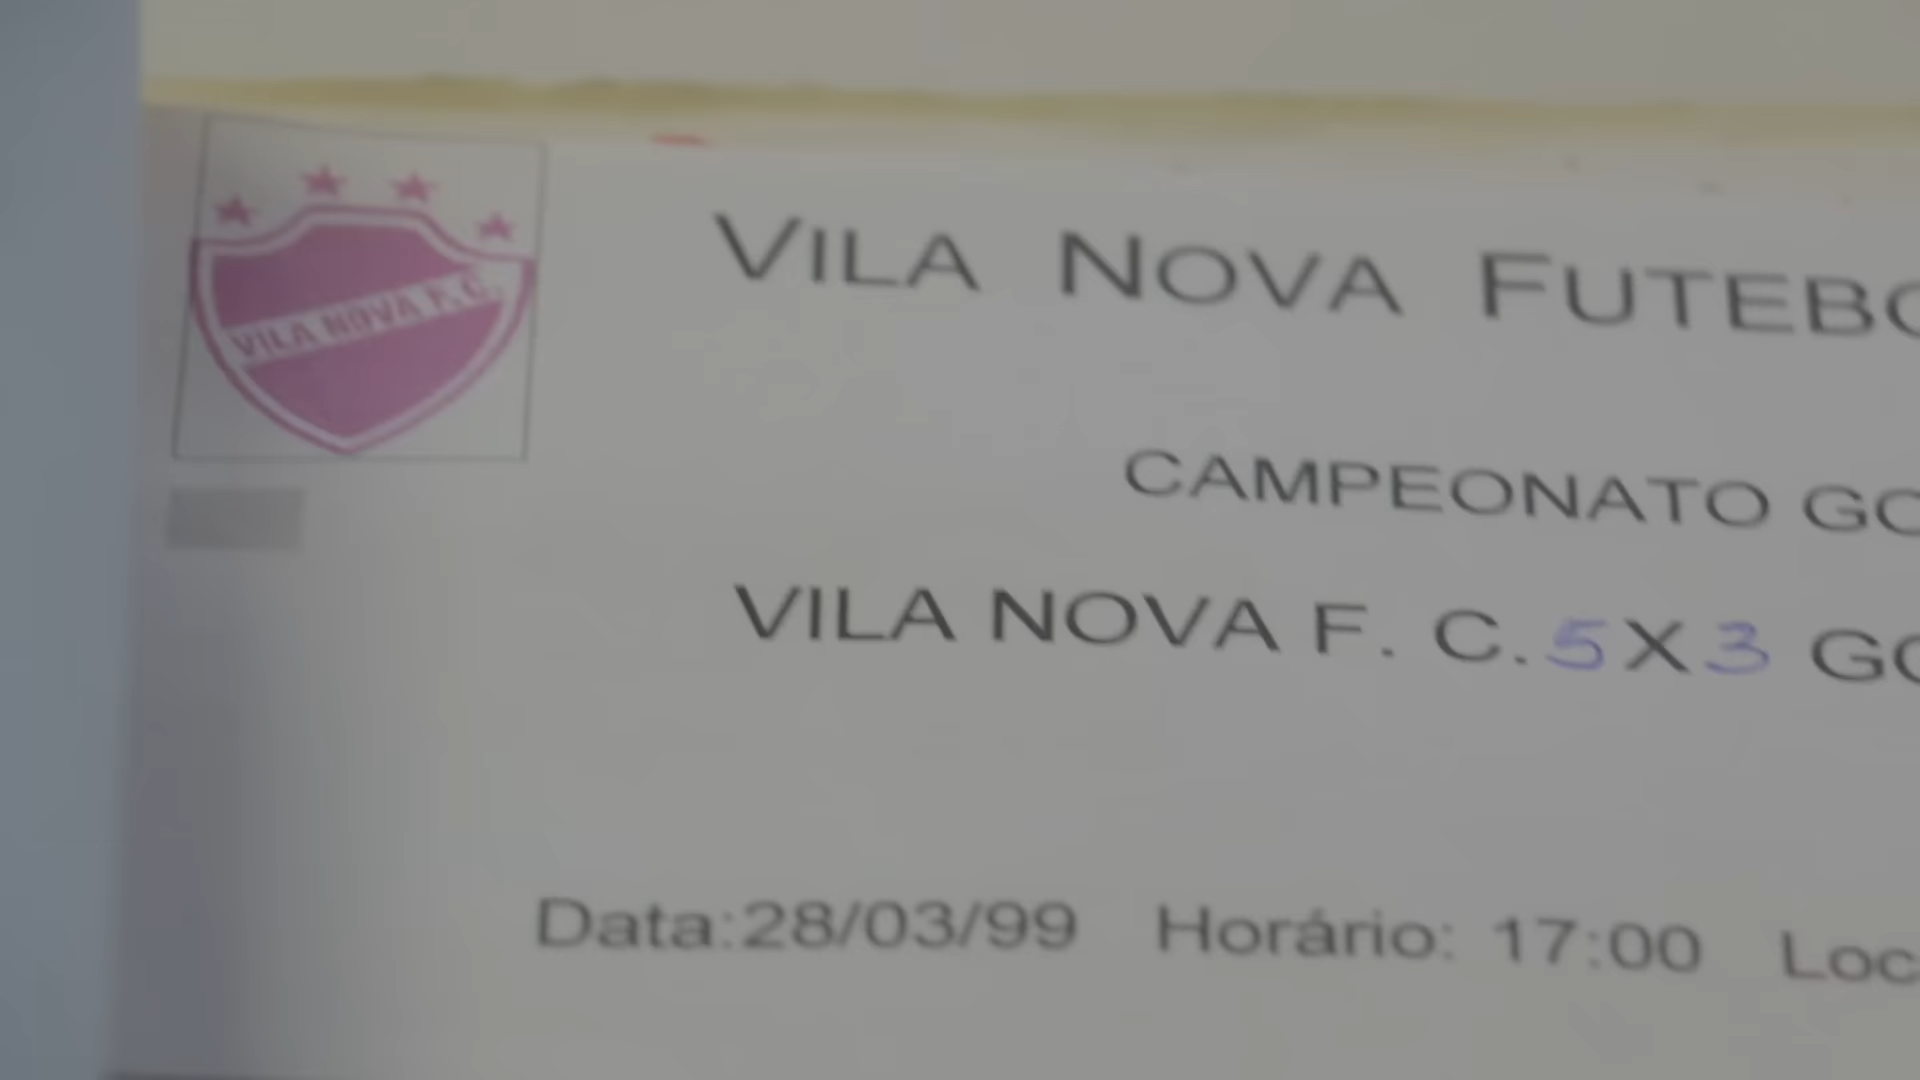 VILA NOVA F.C.
VILA NOVA FUTEBO
CAMPEONATO GO
VILA NOVA F. C. 5 X 3 GO
Data:28/03/99 Horário: 17:00 Loc